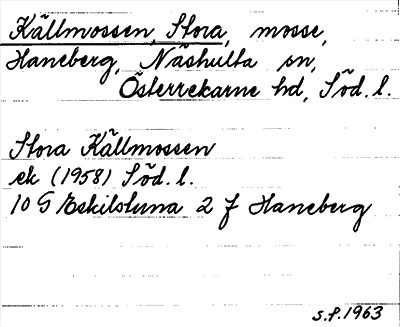 Källmossen, Stora, mosse,
Haneberg, Näshulta sn,
Österrekarne hd, Söd. l.
Stora Källmossen
ek (1958) Söd. l.
10 G Eskilstuna 2 f Haneberg
s.f. 1963